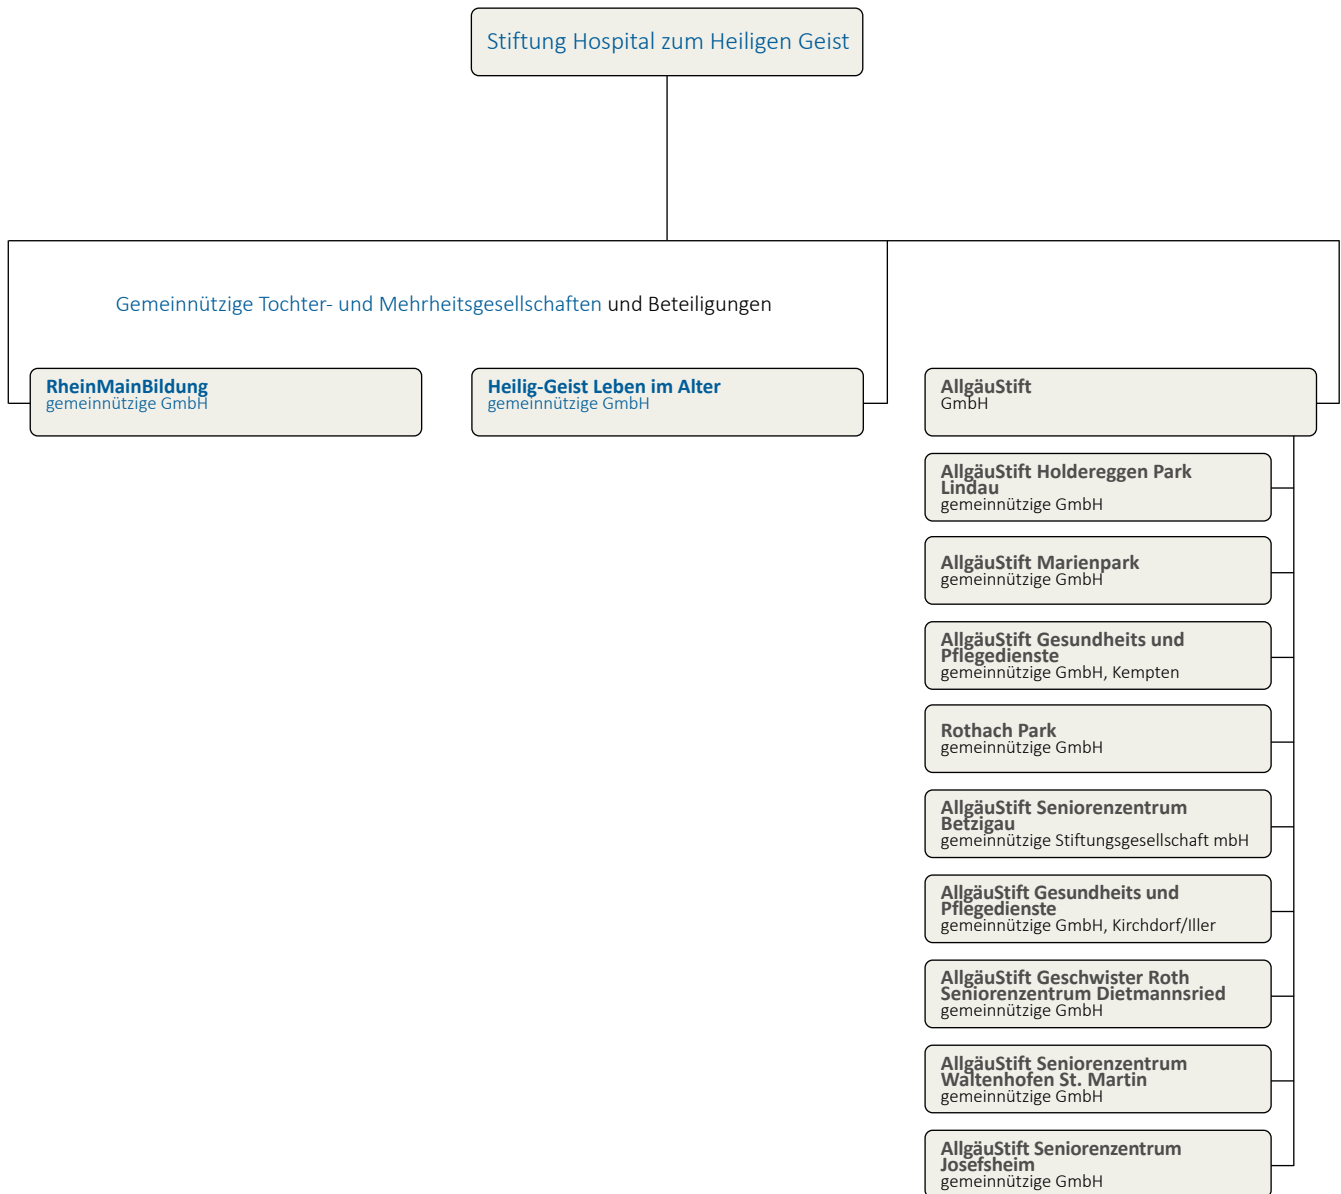 Stiftung Hospital zum Heiligen Geist
Gemeinnützige Tochter- und Mehrheitsgesellschaften und Beteiligungen
RheinMainBildung
gemeinnützige GmbH
Heilig-Geist Leben im Alter
gemeinnützige GmbH
AllgäuStift
GmbH
AllgäuStift Holdereggen Park
Lindau
gemeinnützige GmbH
AllgäuStift Marienpark
gemeinnützige GmbH
AllgäuStift Gesundheits und
Pflegedienste
gemeinnützige GmbH, Kempten
Rothach Park
gemeinnützige GmbH
AllgäuStift Seniorenzentrum
Betzigau
gemeinnützige Stiftungsgesellschaft mbH
AllgäuStift Gesundheits und
Pflegedienste
gemeinnützige GmbH, Kirchdorf/Iller
AllgäuStift Geschwister Roth
Seniorenzentrum Dietmannsried
gemeinnützige GmbH
AllgäuStift Seniorenzentrum
Waltenhofen St. Martin
gemeinnützige GmbH
AllgäuStift Seniorenzentrum
Josefsheim
gemeinnützige GmbH